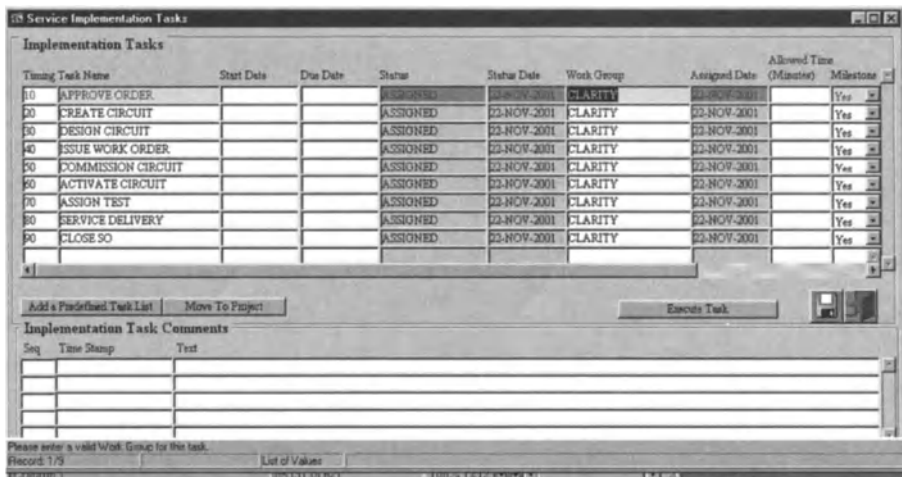 Service Implementation Tasks
Implementation Tasks
Allowed Time
Timing Task Name Start Date Due Date Status Status Date Work Group Assigned Date (Minutes) Milestone
10 APPROVE ORDER ASSIGNED 22-NOV-2001 CLARITY 22-NOV-2001 Yes
20 CREATE CIRCUIT ASSIGNED 22-NOV-2001 CLARITY 22-NOV-2001 Yes
30 DESIGN CIRCUIT ASSIGNED 22-NOV-2001 CLARITY 22-NOV-2001 Yes
40 ISSUE WORK ORDER ASSIGNED 22-NOV-2001 CLARITY 22-NOV-2001 Yes
50 COMMISSION CIRCUIT ASSIGNED 22-NOV-2001 CLARITY 22-NOV-2001 Yes
60 ACTIVATE CIRCUIT ASSIGNED 22-NOV-2001 CLARITY 22-NOV-2001 Yes
70 ASSIGN TEST ASSIGNED 22-NOV-2001 CLARITY 22-NOV-2001 Yes
80 SERVICE DELIVERY ASSIGNED 22-NOV-2001 CLARITY 22-NOV-2001 Yes
90 CLOSE SO ASSIGNED 22-NOV-2001 CLARITY 22-NOV-2001 Yes
Add a Predefined Task List Move To Project Execute Task
Implementation Task Comments
Seq Time Stamp Text
Please enter a valid Work Group for this task.
Record: 1/9 List of Values